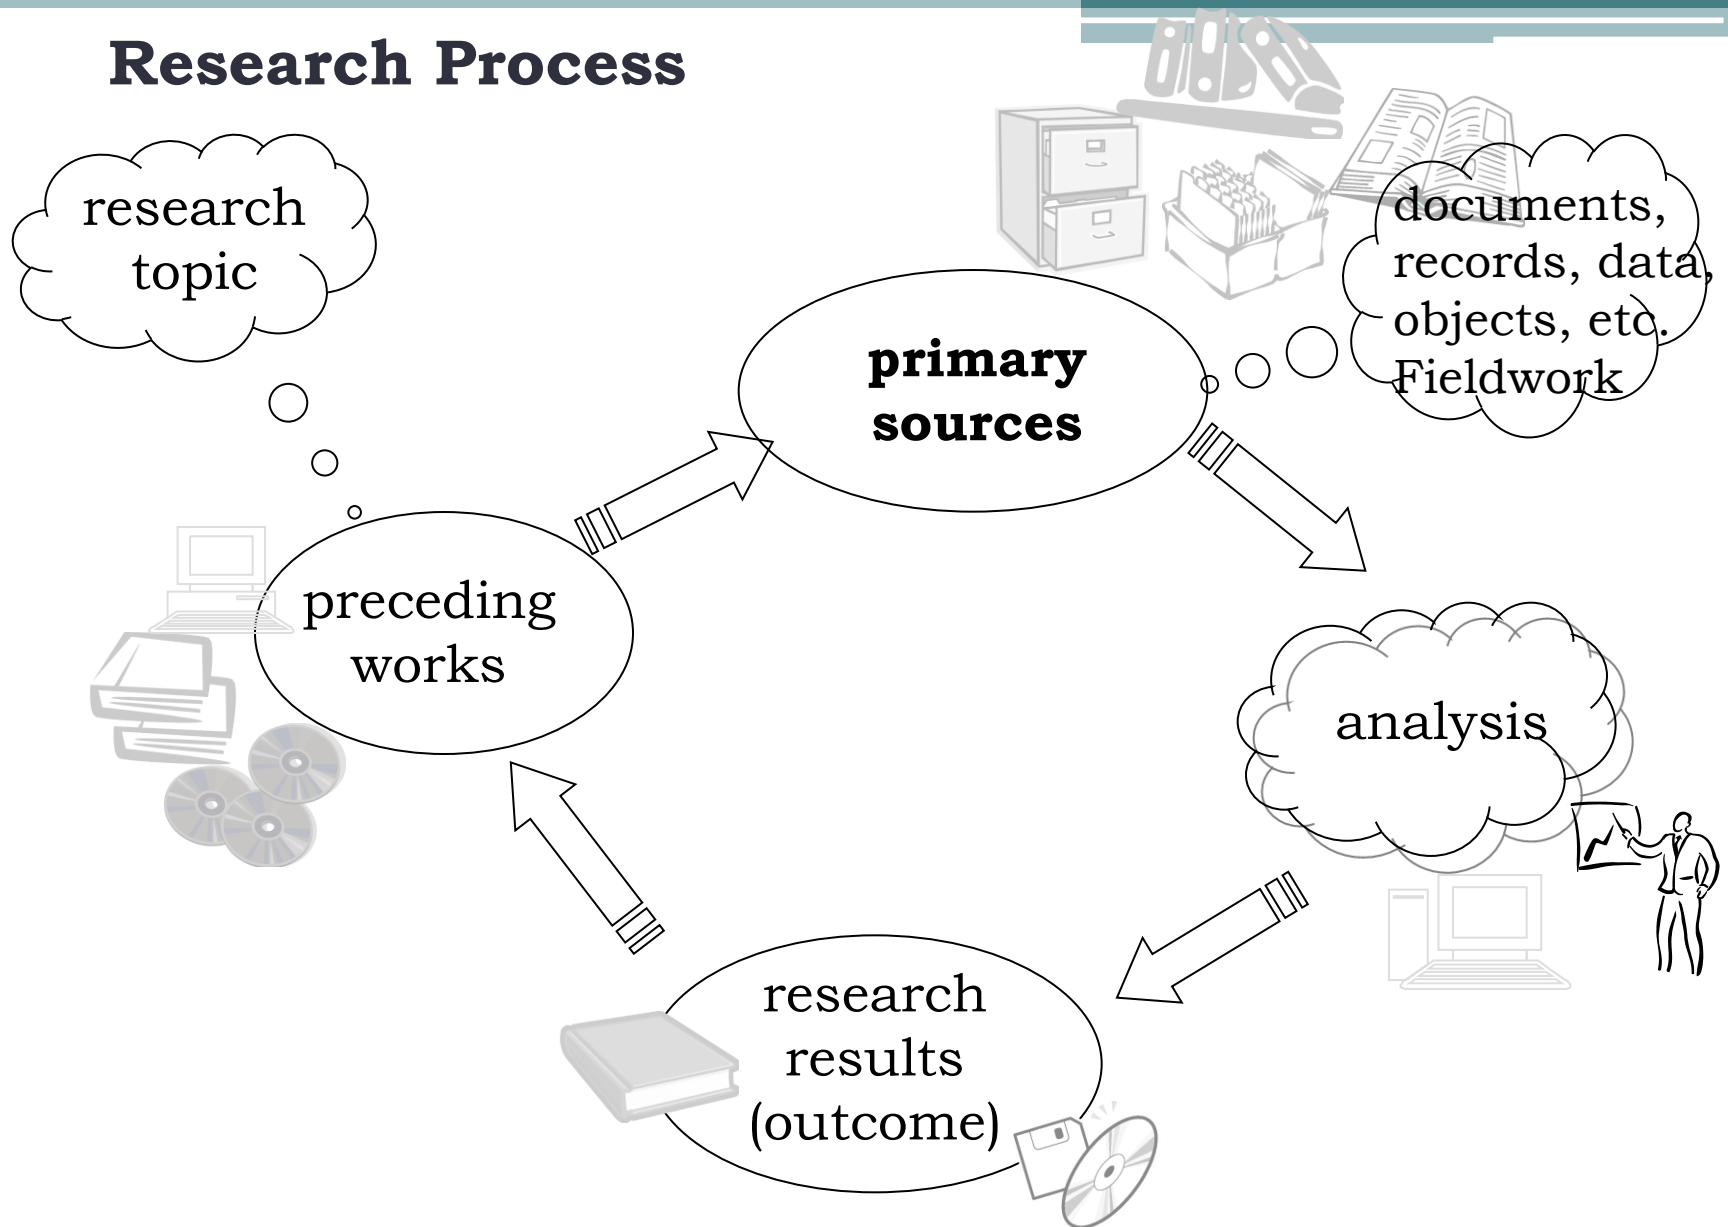 Research Process
research
topic
documents,
records, data,
objects, etc.
Fieldwork
primary
sources
preceding
works
analysis
research
results
(outcome)